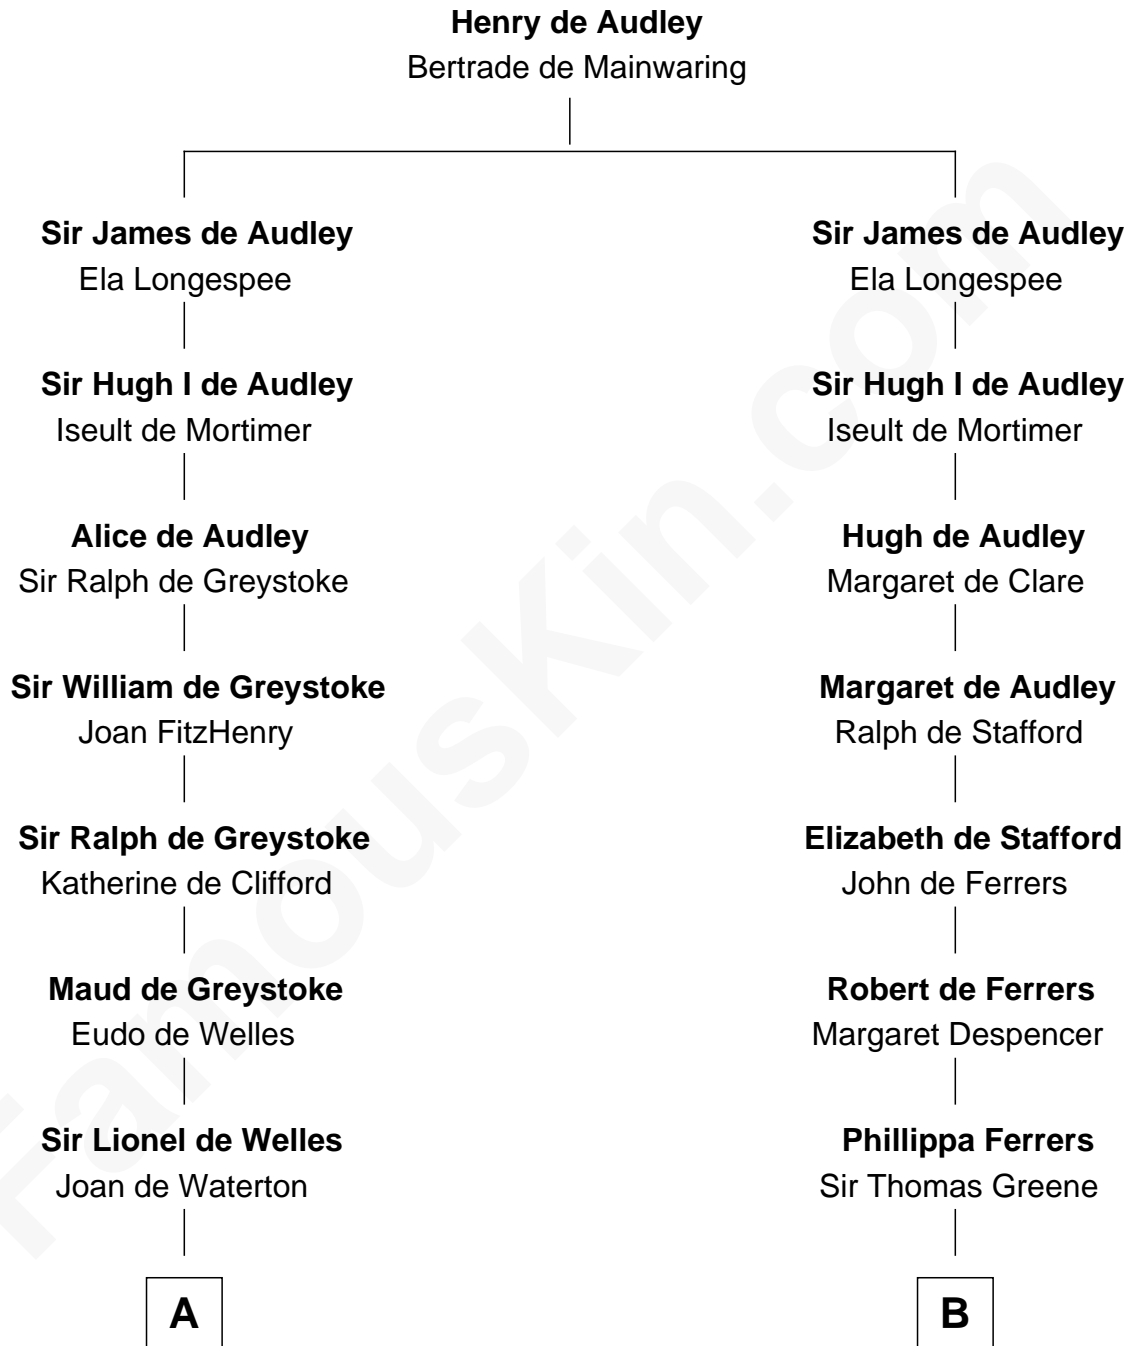 Henry de Audley
Bertrade de Mainwaring
Sir James de Audley
Ela Longespee
Sir James de Audley
Ela Longespee
Sir Hugh I de Audley
Iseult de Mortimer
Sir Hugh I de Audley
Iseult de Mortimer
Alice de Audley
Sir Ralph de Greystoke
Hugh de Audley
Margaret de Clare
Sir William de Greystoke
Joan FitzHenry
Margaret de Audley
Ralph de Stafford
Sir Ralph de Greystoke
Katherine de Clifford
Elizabeth de Stafford
John de Ferrers
Maud de Greystoke
Eudo de Welles
Robert de Ferrers
Margaret Despencer
Sir Lionel de Welles
Joan de Waterton
Phillippa Ferrers
Sir Thomas Greene
A
B
FamousKin.com